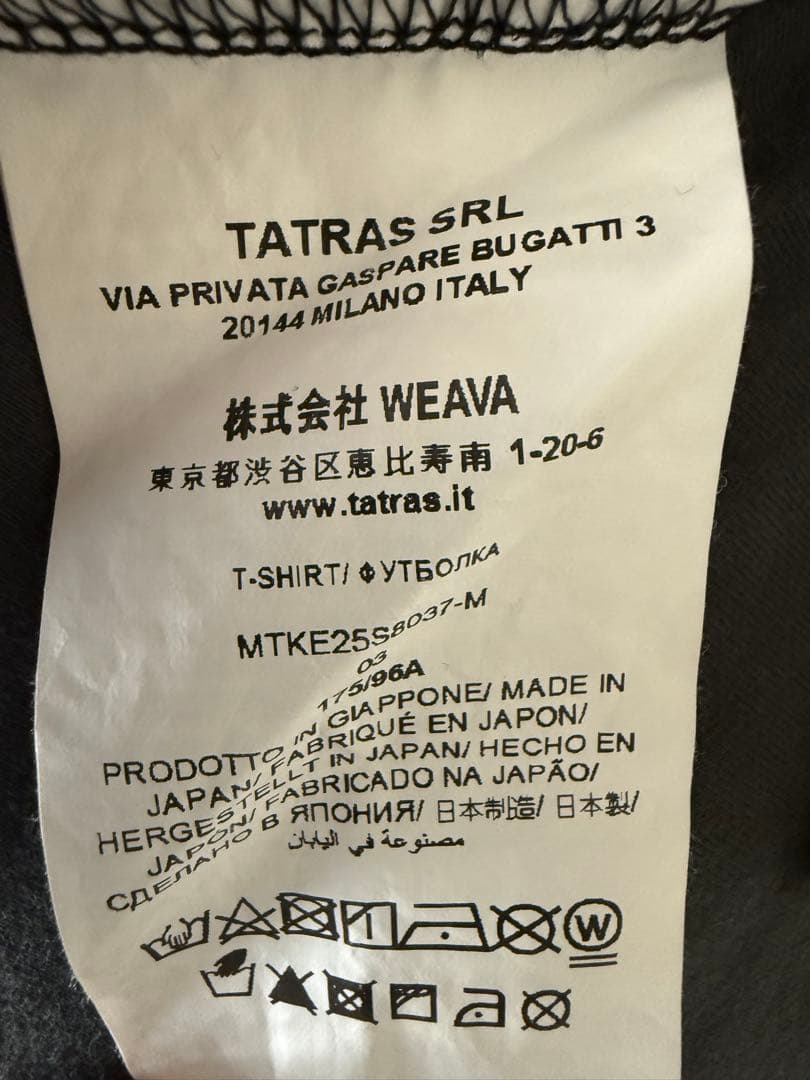 TATRAS SRL
VIA PRIVATA GASPARE BUGATTI 3
20144 MILANO ITALY
株式会社 WEAVA
東京都渋谷区恵比寿南 1-20-6
www.tatras.it
T-SHIRT/ ФУТБОЛКА
MTKE25S8037-M
03
175/96A
PRODOTTO IN GIAPPONE/ MADE IN
JAPAN/ FABRIQUÉ EN JAPON/
HERGESTELLT IN JAPAN/ HECHO EN
JAPÓN/ FABRICADO NA JAPÃO/
СДЕЛАНО В ЯПОНИЯ/ 日本制造/ 日本製/
مصنوعة في اليابان
W